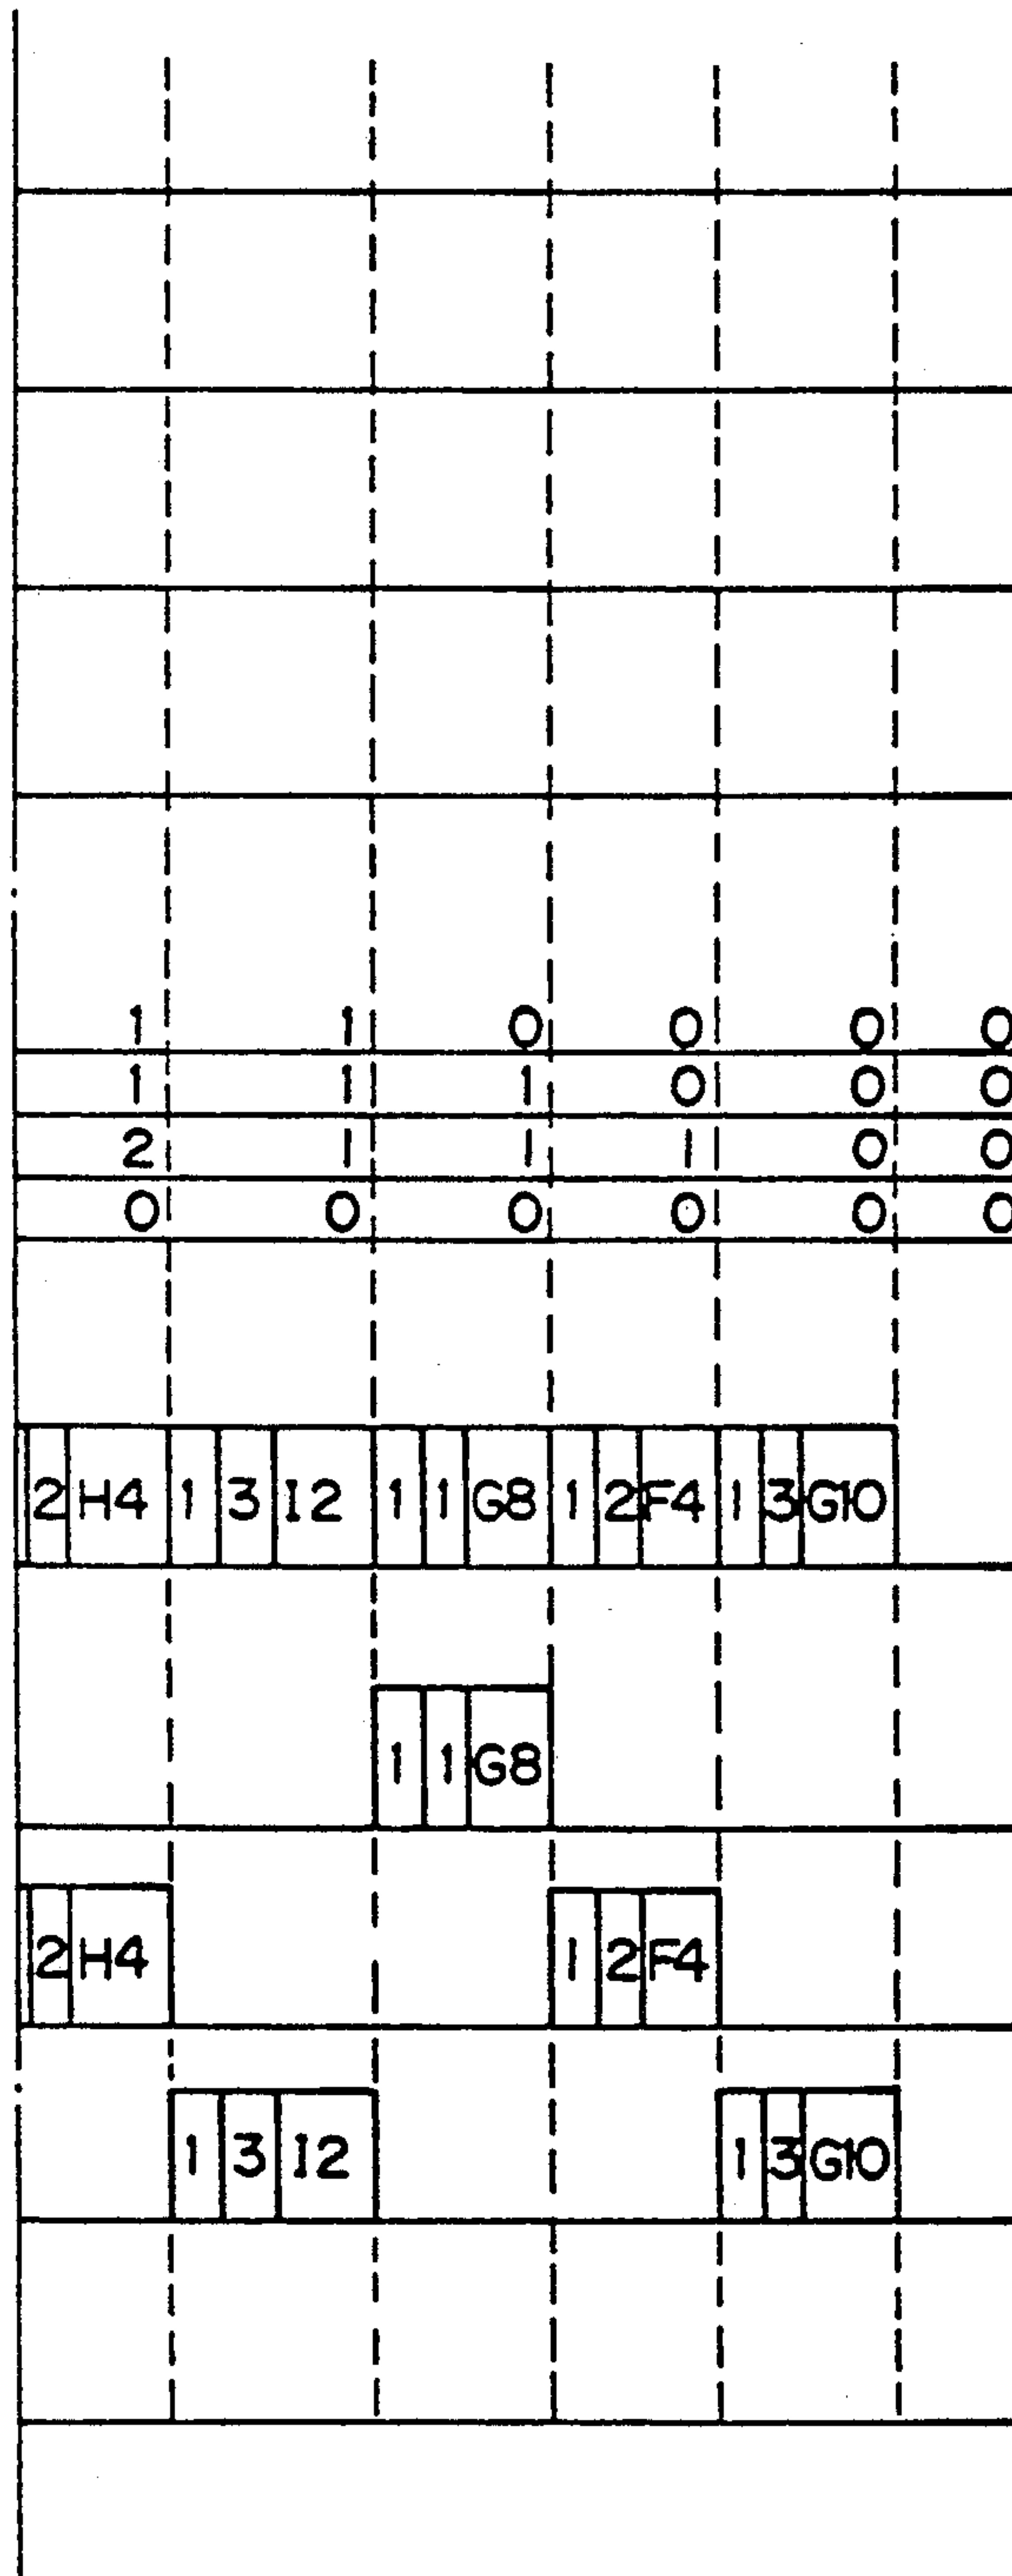 1 1 0 0 0 0
1 1 1 0 0 0
2 1 1 1 0 0
0 0 0 0 0 0
2 H4 1 3 I2 1 1 G8 1 2 F4 1 3 G10
1 1 G8
2 H4 1 2 F4
1 3 I2 1 3 G10